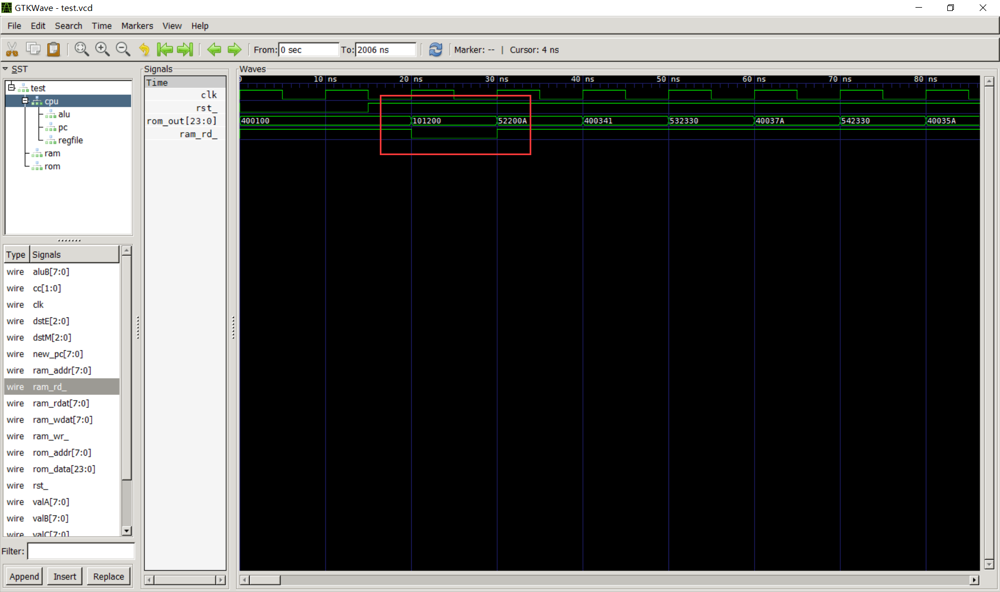 GTKWave - test.vcd
File Edit Search Time Markers View Help
From: 0 sec To: 2006 ns Marker: -- | Cursor: 4 ns
SST
test
cpu
alu
pc
regfile
ram
rom
Type Signals
wire aluB[7:0]
wire cc[1:0]
wire clk
wire dstE[2:0]
wire dstM[2:0]
wire new_pc[7:0]
wire ram_addr[7:0]
wire ram_rd_
wire ram_rdat[7:0]
wire ram_wdat[7:0]
wire ram_wr_
wire rom_addr[7:0]
wire rom_data[23:0]
wire rst_
wire valA[7:0]
wire valB[7:0]
wire valC[7:0]
Filter:
Append Insert Replace
Signals
Time
clk
rst_
rom_out[23:0]
ram_rd_
Waves
0 10 ns 20 ns 30 ns 40 ns 50 ns 60 ns 70 ns 80 ns
400100 101200 52200A 400341 532330 40037A 542330 40035A